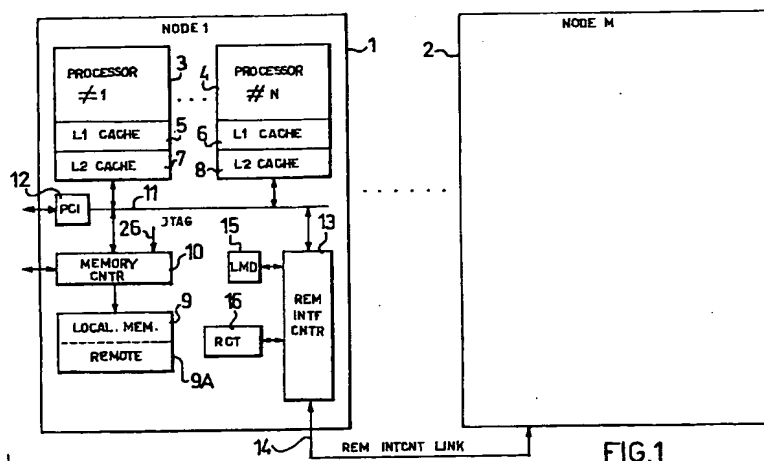 NODE 1
1
PROCESSOR
≠1
3
4
PROCESSOR
# N
. . . .
L1 CACHE
5
6
L1 CACHE
L2 CACHE
7
8
L2 CACHE
12
PCI
11
26
JTAG
10
MEMORY
CNTR
15
LMD
13
REM
INTF
CNTR
16
RCT
9
LOCAL. MEM.
REMOTE
9A
14
REM INTCNT LINK
2
NODE M
. . . . . .
FIG.1